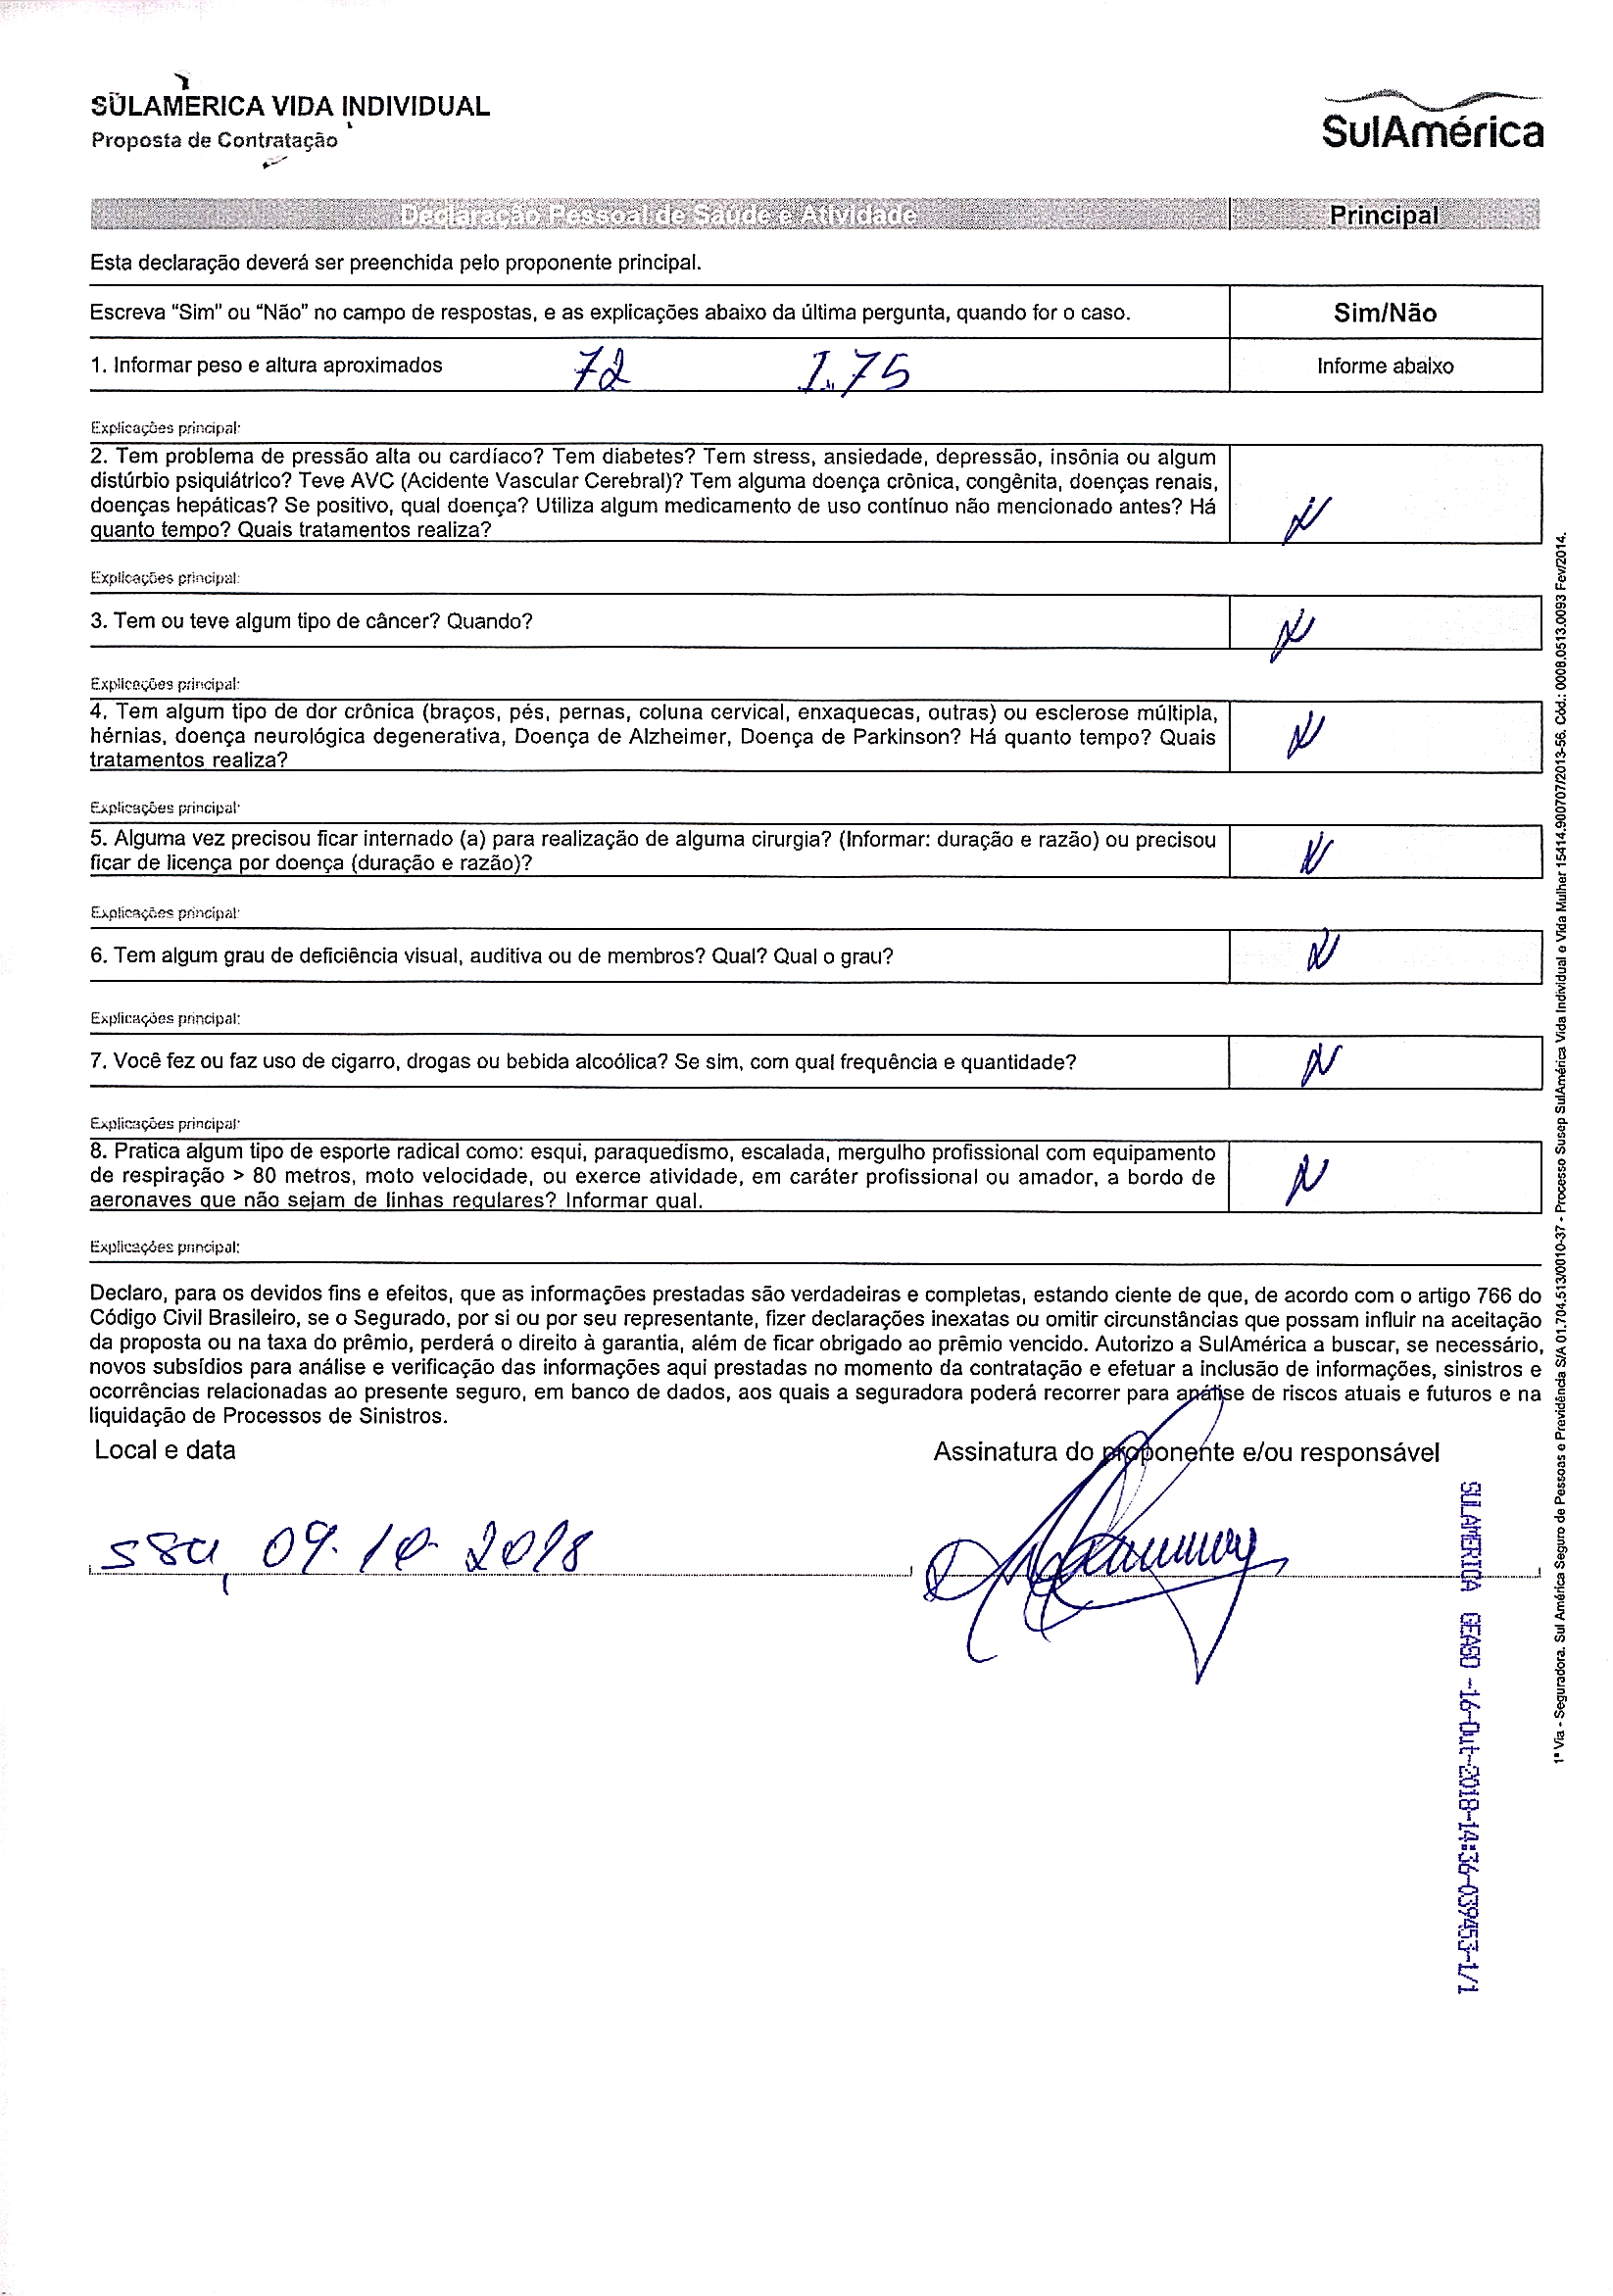 SULAMÉRICA VIDA INDIVIDUAL
Proposta de Contratação
SulAmérica
Declaração Pessoal de Saúde e Atividade
Principal
Esta declaração deverá ser preenchida pelo proponente principal.
Escreva “Sim” ou “Não” no campo de respostas, e as explicações abaixo da última pergunta, quando for o caso.
Sim/Não
1. Informar peso e altura aproximados 72 1.75
Informe abaixo
Explicações principal:
2. Tem problema de pressão alta ou cardíaco? Tem diabetes? Tem stress, ansiedade, depressão, insônia ou algum
distúrbio psiquiátrico? Teve AVC (Acidente Vascular Cerebral)? Tem alguma doença crônica, congênita, doenças renais,
doenças hepáticas? Se positivo, qual doença? Utiliza algum medicamento de uso contínuo não mencionado antes? Há
quanto tempo? Quais tratamentos realiza?
N
Explicações principal:
3. Tem ou teve algum tipo de câncer? Quando?
N
Explicações principal:
4. Tem algum tipo de dor crônica (braços, pés, pernas, coluna cervical, enxaquecas, outras) ou esclerose múltipla,
hérnias, doença neurológica degenerativa, Doença de Alzheimer, Doença de Parkinson? Há quanto tempo? Quais
tratamentos realiza?
N
Explicações principal:
5. Alguma vez precisou ficar internado (a) para realização de alguma cirurgia? (Informar: duração e razão) ou precisou
ficar de licença por doença (duração e razão)?
N
Explicações principal:
6. Tem algum grau de deficiência visual, auditiva ou de membros? Qual? Qual o grau?
N
Explicações principal:
7. Você fez ou faz uso de cigarro, drogas ou bebida alcoólica? Se sim, com qual frequência e quantidade?
N
Explicações principal:
8. Pratica algum tipo de esporte radical como: esqui, paraquedismo, escalada, mergulho profissional com equipamento
de respiração > 80 metros, moto velocidade, ou exerce atividade, em caráter profissional ou amador, a bordo de
aeronaves que não sejam de linhas regulares? Informar qual.
N
Explicações principal:
Declaro, para os devidos fins e efeitos, que as informações prestadas são verdadeiras e completas, estando ciente de que, de acordo com o artigo 766 do
Código Civil Brasileiro, se o Segurado, por si ou por seu representante, fizer declarações inexatas ou omitir circunstâncias que possam influir na aceitação
da proposta ou na taxa do prêmio, perderá o direito à garantia, além de ficar obrigado ao prêmio vencido. Autorizo a SulAmérica a buscar, se necessário,
novos subsídios para análise e verificação das informações aqui prestadas no momento da contratação e efetuar a inclusão de informações, sinistros e
ocorrências relacionadas ao presente seguro, em banco de dados, aos quais a seguradora poderá recorrer para análise de riscos atuais e futuros e na
liquidação de Processos de Sinistros.
Local e data
Assinatura do proponente e/ou responsável
SSA, 09.10.2018
SULAMERICA GEASO -16-Out-2018-14:36-039453-1/1
1ª Via - Seguradora. Sul América Seguro de Pessoas e Previdência S/A 01.704.513/0010-37 - Processo Susep SulAmérica Vida Individual e Vida Mulher 15414.900707/2013-56. Cód.: 0008.0513.0093 Fev/2014.